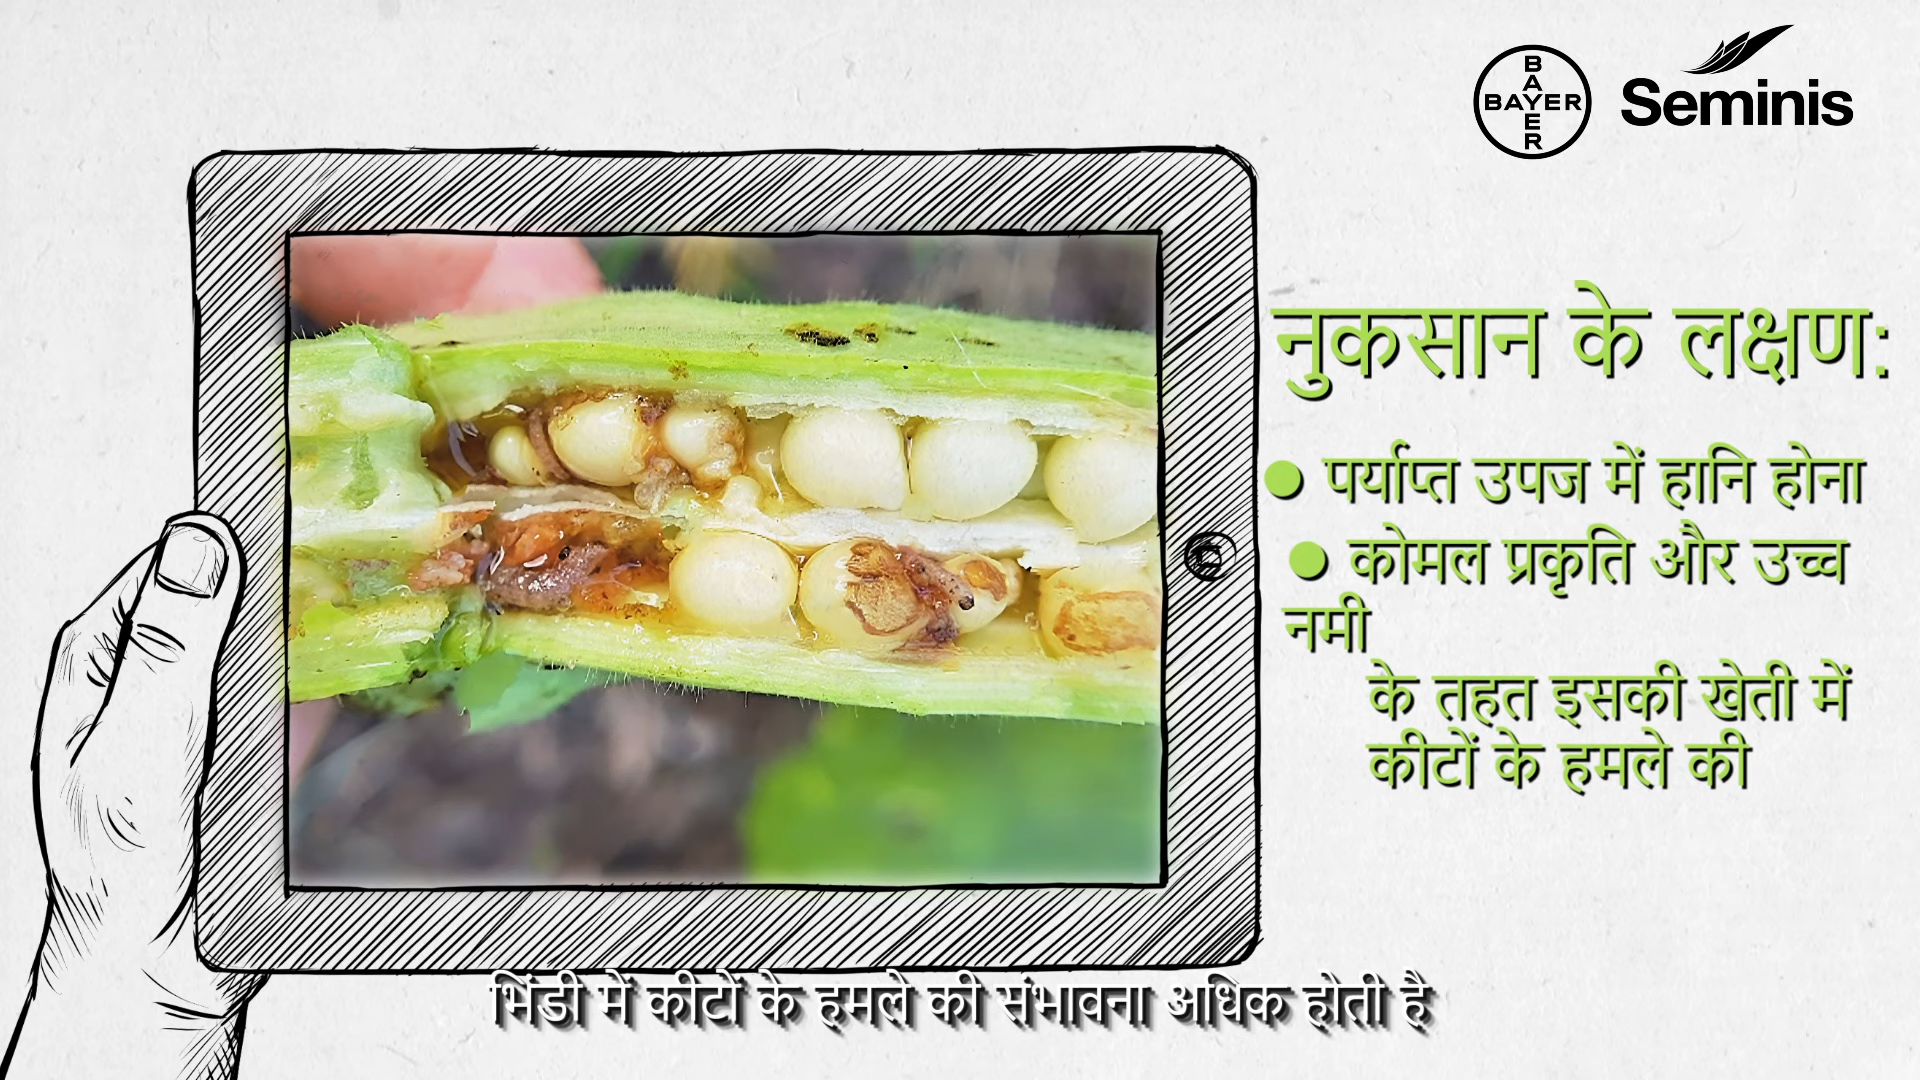 BAYER
BAYER
Seminis
नुकसान के लक्षण:
● पर्याप्त उपज में हानि होना
● कोमल प्रकृति और उच्च
नमी
के तहत इसकी खेती में
कीटों के हमले की
भिंडी में कीटों के हमले की संभावना अधिक होती है